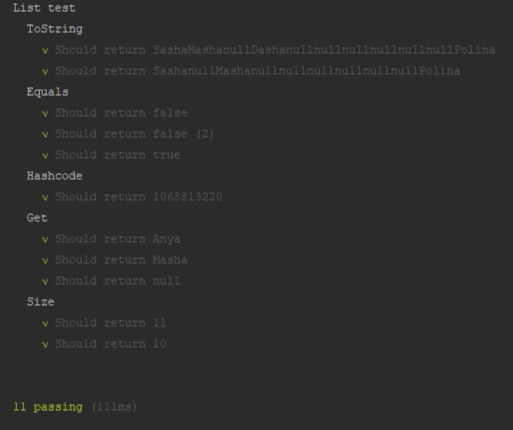 List test
ToString
v Should return SashaMashanullDashanullnullnullnullnullnullPolina
v Should return SashanullMashanullnullnullnullnullnullPolina
Equals
v Should return false
v Should return false (2)
v Should return true
Hashcode
v Should return 1068813220
Get
v Should return Anya
v Should return Masha
v Should return null
Size
v Should return 11
v Should return 10
11 passing (111ms)